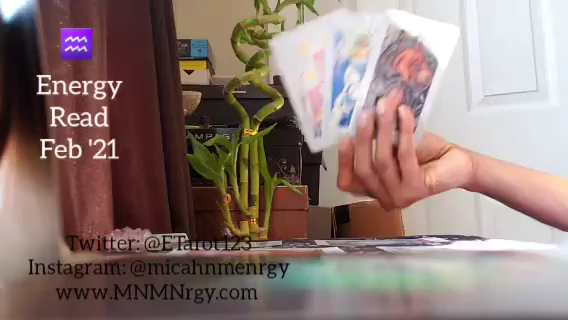 ♒
Energy
Read
Feb '21
Twitter: @ETarot123
Instagram: @micahnmenrgy
www.MNMNrgy.com